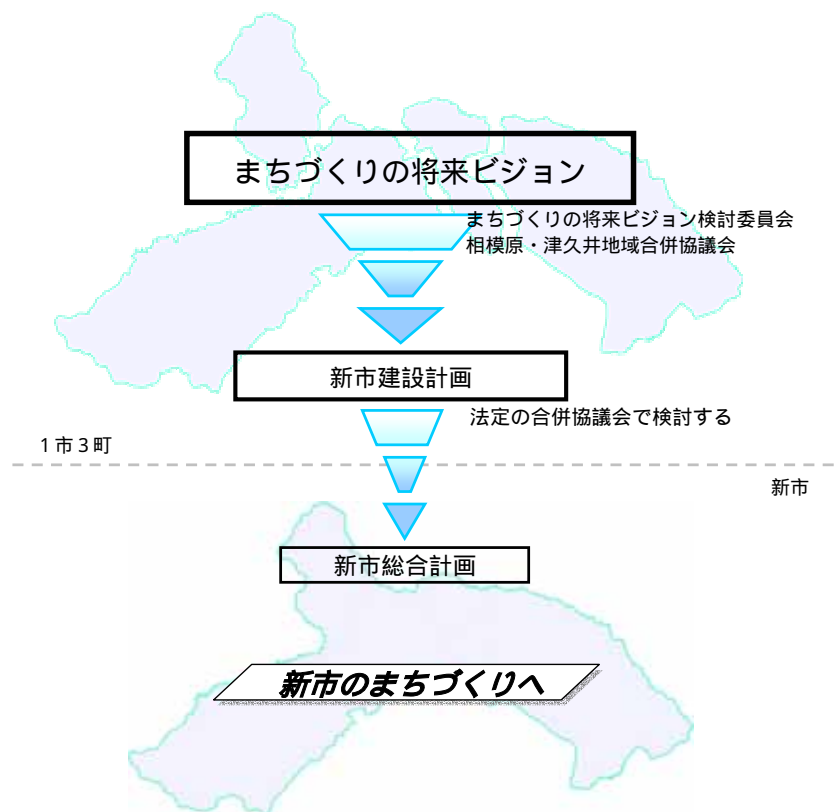 まちづくりの将来ビジョン
まちづくりの将来ビジョン検討委員会
相模原・津久井地域合併協議会
新市建設計画
法定の合併協議会で検討する
1市3町
新市
新市総合計画
新市のまちづくりへ